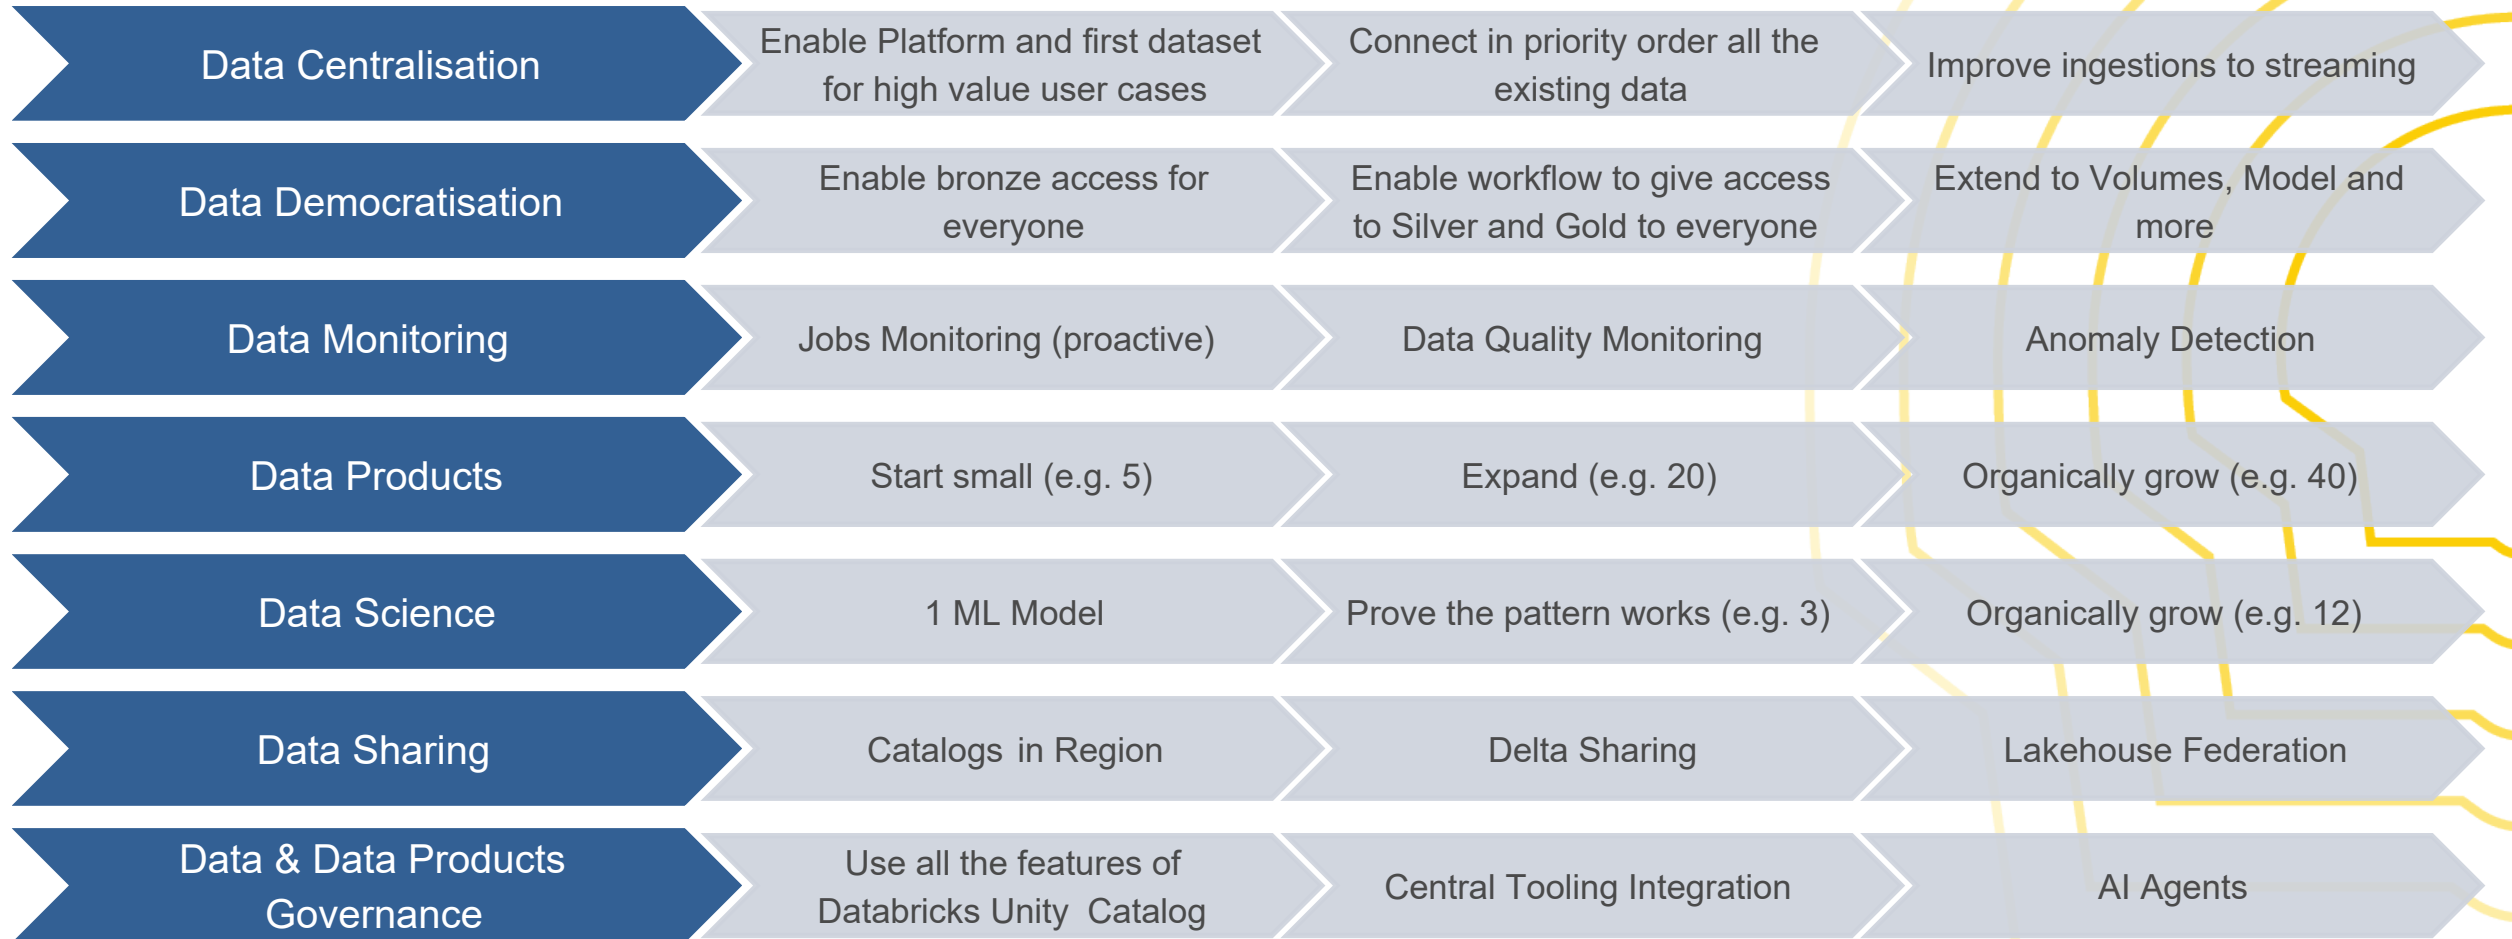 Data Centralisation
Enable Platform and first dataset
for high value user cases
Connect in priority order all the
existing data
Improve ingestions to streaming
Data Democratisation
Enable bronze access for
everyone
Enable workflow to give access
to Silver and Gold to everyone
Extend to Volumes, Model and
more
Data Monitoring
Jobs Monitoring (proactive)
Data Quality Monitoring
Anomaly Detection
Data Products
Start small (e.g. 5)
Expand (e.g. 20)
Organically grow (e.g. 40)
Data Science
1 ML Model
Prove the pattern works (e.g. 3)
Organically grow (e.g. 12)
Data Sharing
Catalogs in Region
Delta Sharing
Lakehouse Federation
Data & Data Products
Governance
Use all the features of
Databricks Unity Catalog
Central Tooling Integration
AI Agents